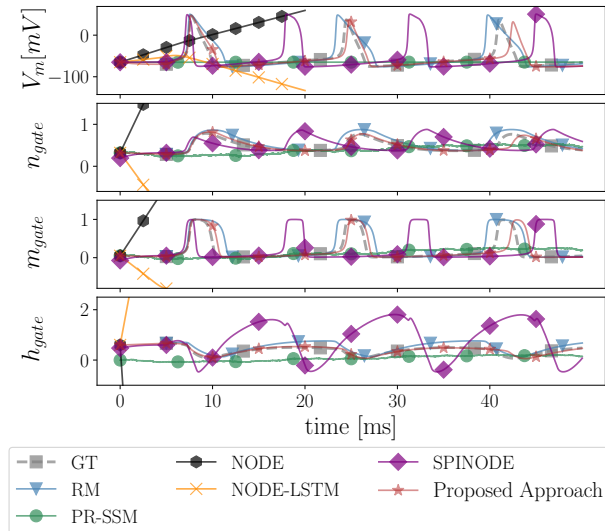 V_m[mV]
0
−100
n_gate
1
0
m_gate
1
0
h_gate
2
0
0 10 20 30 40
time [ms]
GT NODE SPINODE
RM NODE-LSTM Proposed Approach
PR-SSM